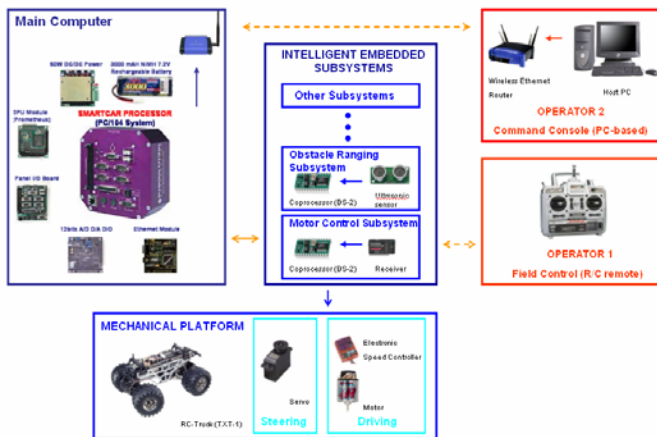 Main Computer
50W DC/DC Power
3000 mAH NiMH 7.2V
Rechargeable Battery
SMARTCAR PROCESSOR
(PC/104 System)
CPU Module
(Prometheus)
Panel I/O Board
12bits A/D D/A DIO
Ethernet Module
INTELLIGENT EMBEDDED
SUBSYSTEMS
Other Subsystems
Obstacle Ranging
Subsystem
Coprocessor (BS-2)
Ultrasonic
sensor
Motor Control Subsystem
Coprocessor (BS-2)
Receiver
Wireless Ethernet
Router
Host PC
OPERATOR 2
Command Console (PC-based)
OPERATOR 1
Field Control (R/C remote)
MECHANICAL PLATFORM
RC-Truck (TXT-1)
Servo
Steering
Electronic
Speed Controller
Motor
Driving